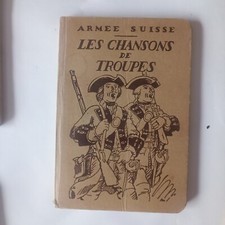 ARMEE SUISSE
LES CHANSONS
DE
TROUPES